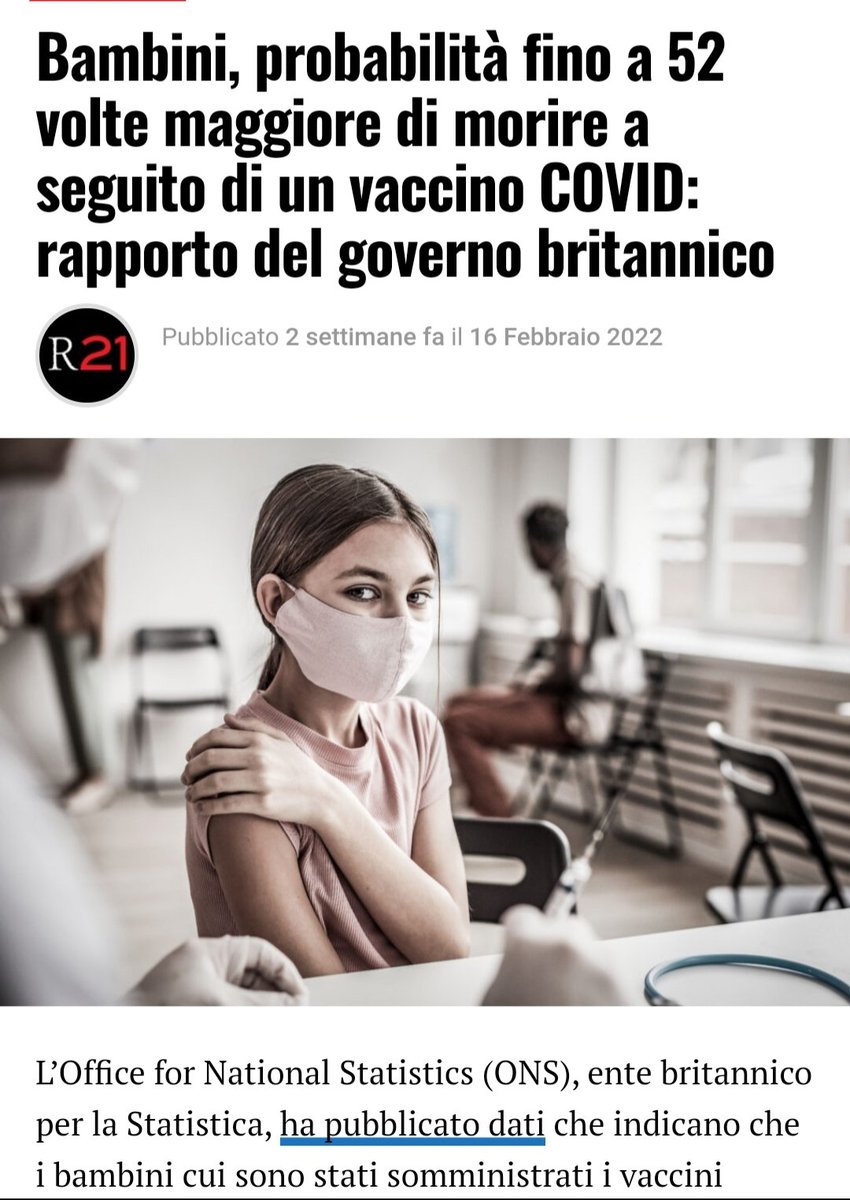 Bambini, probabilità fino a 52
volte maggiore di morire a
seguito di un vaccino COVID:
rapporto del governo britannico
R21
Pubblicato 2 settimane fa il 16 Febbraio 2022
L’Office for National Statistics (ONS), ente britannico
per la Statistica, ha pubblicato dati che indicano che
i bambini cui sono stati somministrati i vaccini